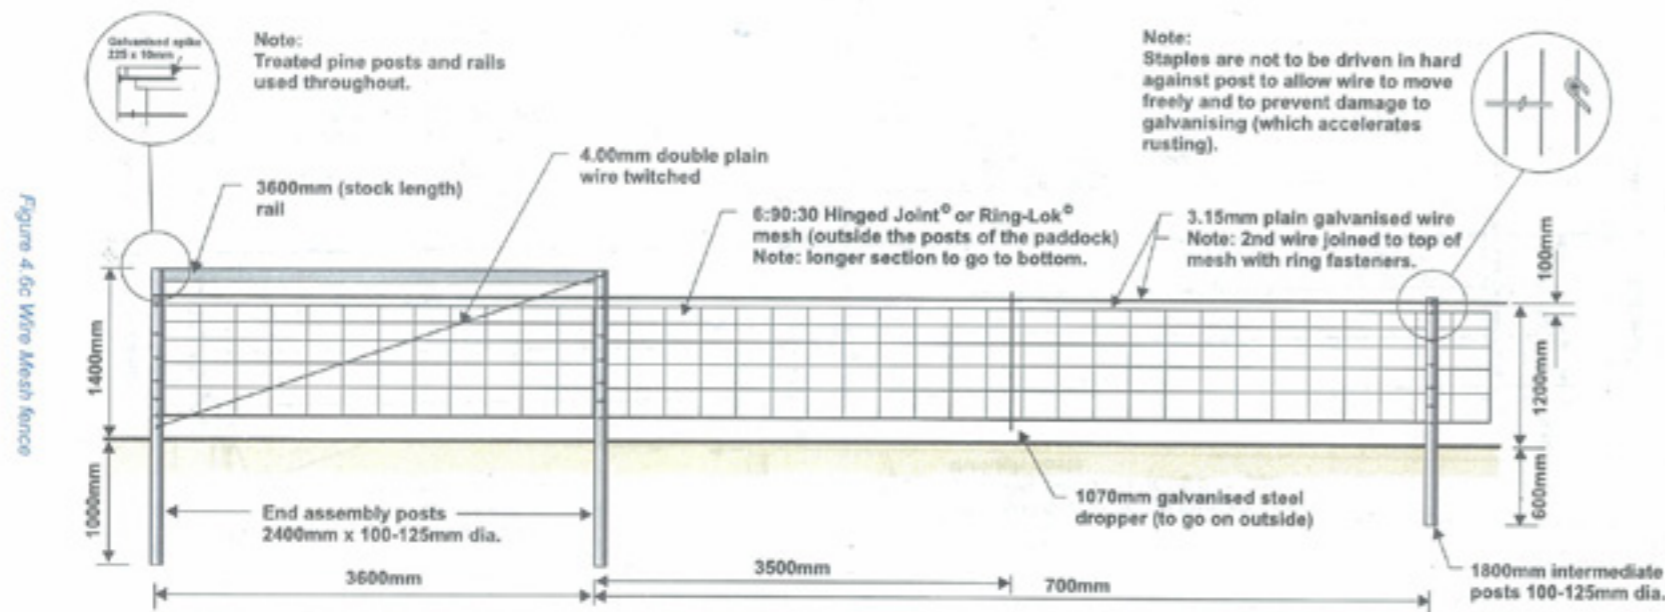 Galvanised spike
225 x 10mm
Note:
Treated pine posts and rails
used throughout.
Note:
Staples are not to be driven in hard
against post to allow wire to move
freely and to prevent damage to
galvanising (which accelerates
rusting).
4.00mm double plain
wire twitched
3600mm (stock length)
rail
6:90:30 Hinged Joint® or Ring-Lok®
mesh (outside the posts of the paddock)
Note: longer section to go to bottom.
3.15mm plain galvanised wire
Note: 2nd wire joined to top of
mesh with ring fasteners.
100mm
Figure 4.6c Wire Mesh fence
1400mm
1200mm
1000mm
600mm
End assembly posts
2400mm x 100-125mm dia.
1070mm galvanised steel
dropper (to go on outside)
3600mm
3500mm
700mm
1800mm intermediate
posts 100-125mm dia.